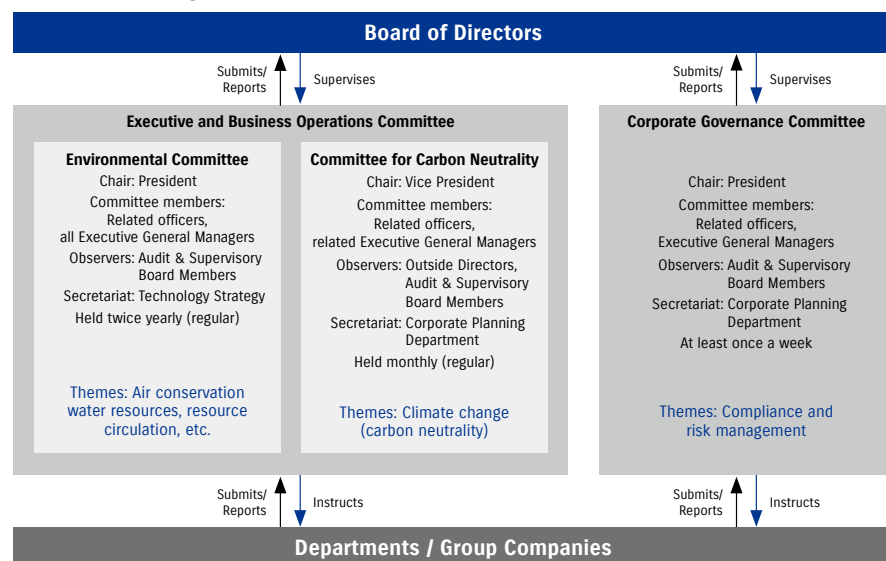 Board of Directors
Submits/
Reports
Supervises
Submits/
Reports
Supervises
Executive and Business Operations Committee
Environmental Committee
Chair: President
Committee members:
Related officers,
all Executive General Managers
Observers: Audit & Supervisory
Board Members
Secretariat: Technology Strategy
Held twice yearly (regular)
Themes: Air conservation
water resources, resource
circulation, etc.
Committee for Carbon Neutrality
Chair: Vice President
Committee members:
Related officers,
related Executive General Managers
Observers: Outside Directors,
Audit & Supervisory
Board Members
Secretariat: Corporate Planning
Department
Held monthly (regular)
Themes: Climate change
(carbon neutrality)
Corporate Governance Committee
Chair: President
Committee members:
Related officers,
Executive General Managers
Observers: Audit & Supervisory
Board Members
Secretariat: Corporate Planning
Department
At least once a week
Themes: Compliance and
risk management
Submits/
Reports
Instructs
Submits/
Reports
Instructs
Departments / Group Companies